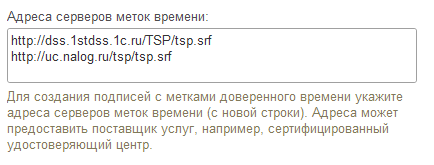 Адреса серверов меток времени:
http://dss.1stdss.1c.ru/TSP/tsp.srf
http://uc.nalog.ru/tsp/tsp.srf
Для создания подписей с метками доверенного времени укажите
адреса серверов меток времени (с новой строки). Адреса может
предоставить поставщик услуг, например, сертифицированный
удостоверяющий центр.